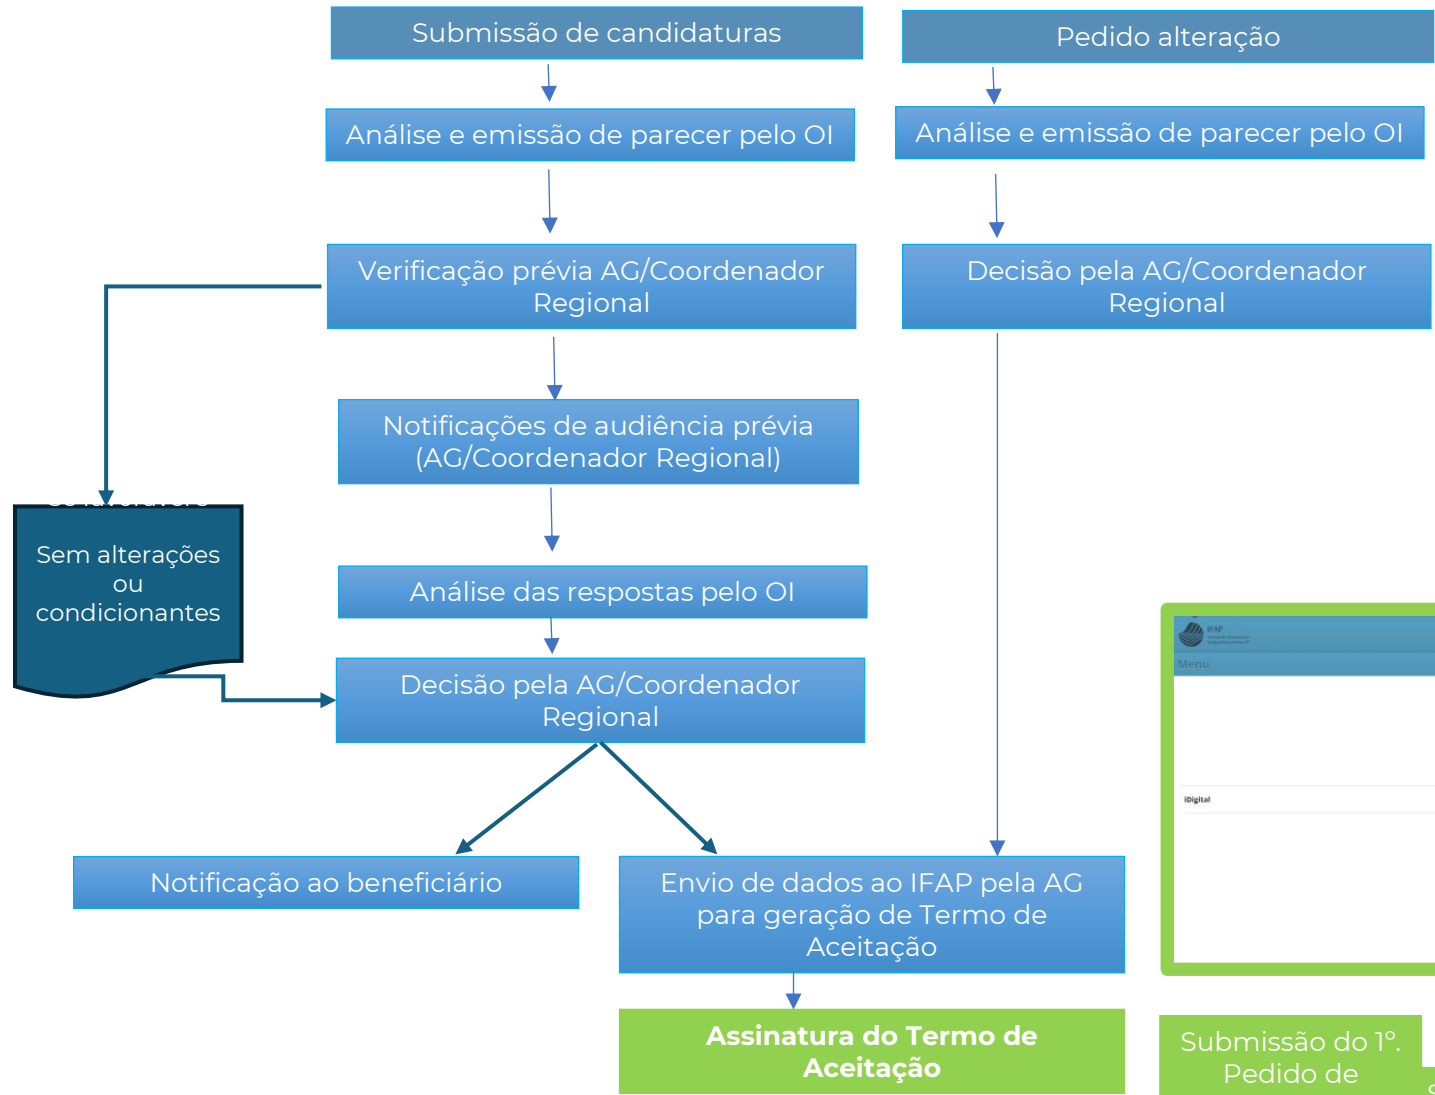 Submissão de candidaturas
Pedido alteração
Análise e emissão de parecer pelo OI
Análise e emissão de parecer pelo OI
Verificação prévia AG/Coordenador
Regional
Decisão pela AG/Coordenador
Regional
Notificações de audiência prévia
(AG/Coordenador Regional)
Sem alterações
ou
condicionantes
Análise das respostas pelo OI
Decisão pela AG/Coordenador
Regional
IFAP
Menu
iDigital
Notificação ao beneficiário
Envio de dados ao IFAP pela AG
para geração de Termo de
Aceitação
Assinatura do Termo de
Aceitação
Submissão do 1º.
Pedido de